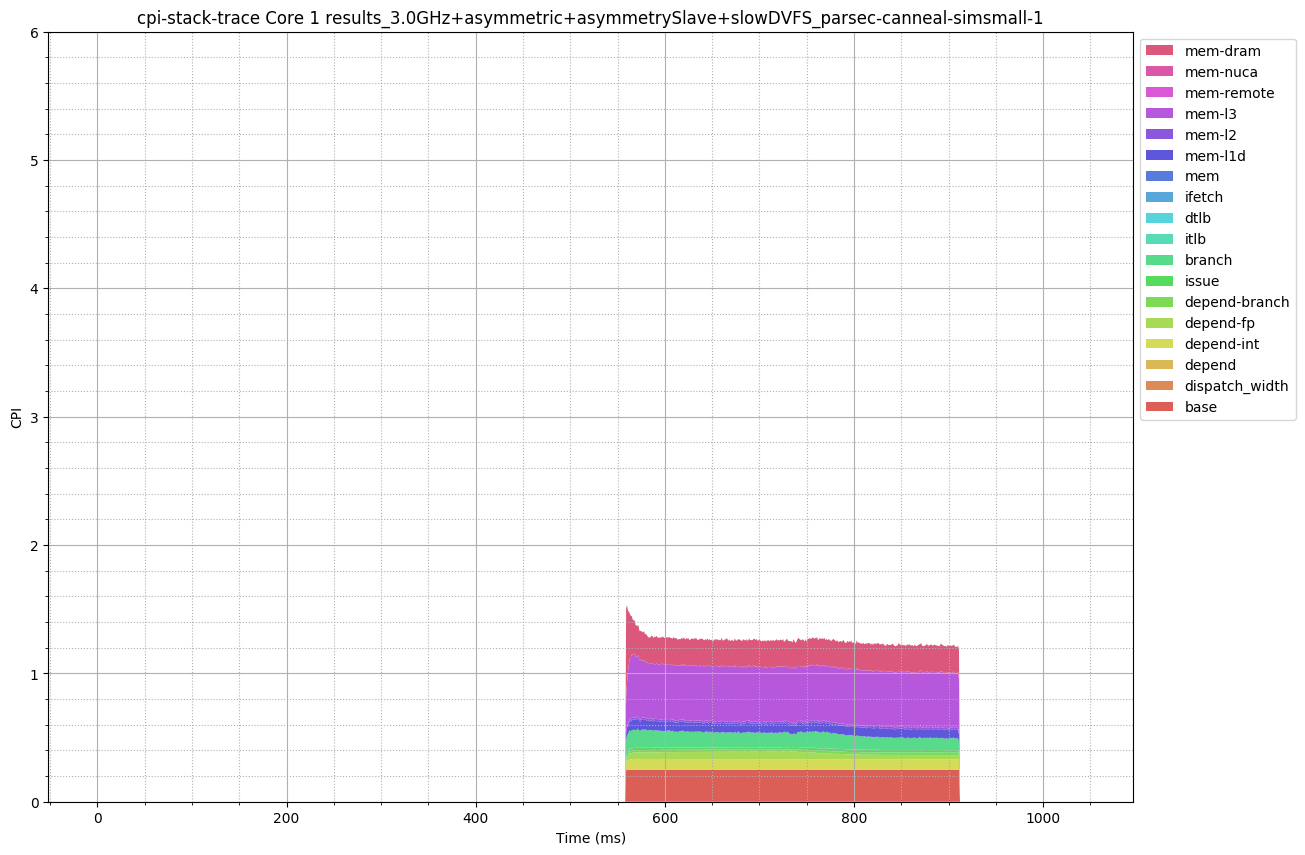 cpi-stack-trace Core 1 results_3.0GHz+asymmetric+asymmetrySlave+slowDVFS_parsec-canneal-simsmall-1
6
5
4
3
2
1
0
CPI
0 200 400 600 800 1000
Time (ms)
mem-dram
mem-nuca
mem-remote
mem-l3
mem-l2
mem-l1d
mem
ifetch
dtlb
itlb
branch
issue
depend-branch
depend-fp
depend-int
depend
dispatch_width
base